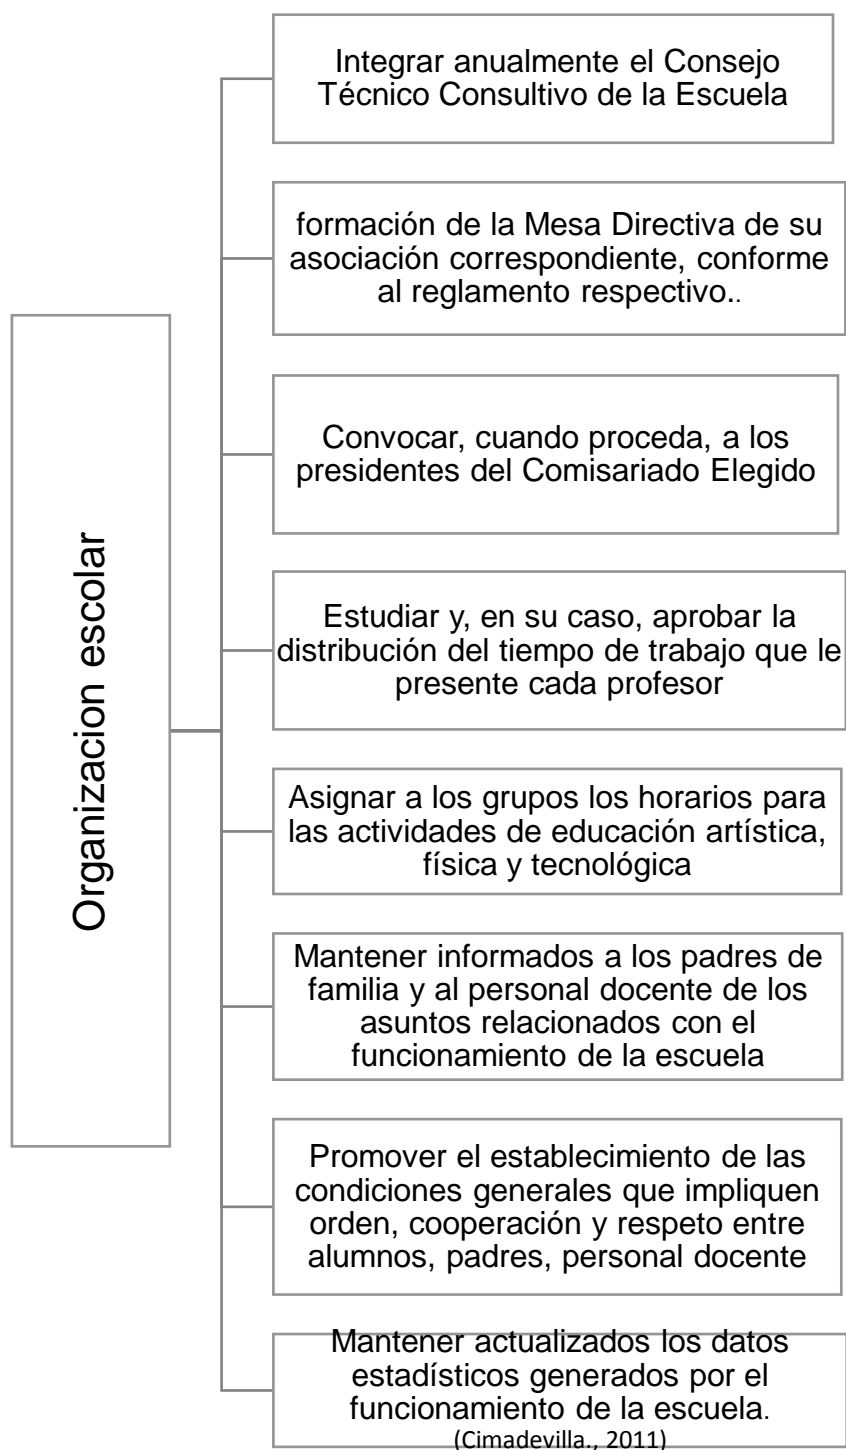 Organizacion escolar
Integrar anualmente el Consejo
Técnico Consultivo de la Escuela
formación de la Mesa Directiva de su
asociación correspondiente, conforme
al reglamento respectivo..
Convocar, cuando proceda, a los
presidentes del Comisariado Elegido
Estudiar y, en su caso, aprobar la
distribución del tiempo de trabajo que le
presente cada profesor
Asignar a los grupos los horarios para
las actividades de educación artística,
física y tecnológica
Mantener informados a los padres de
familia y al personal docente de los
asuntos relacionados con el
funcionamiento de la escuela
Promover el establecimiento de las
condiciones generales que impliquen
orden, cooperación y respeto entre
alumnos, padres, personal docente
Mantener actualizados los datos
estadísticos generados por el
funcionamiento de la escuela.
(Cimadevilla., 2011)